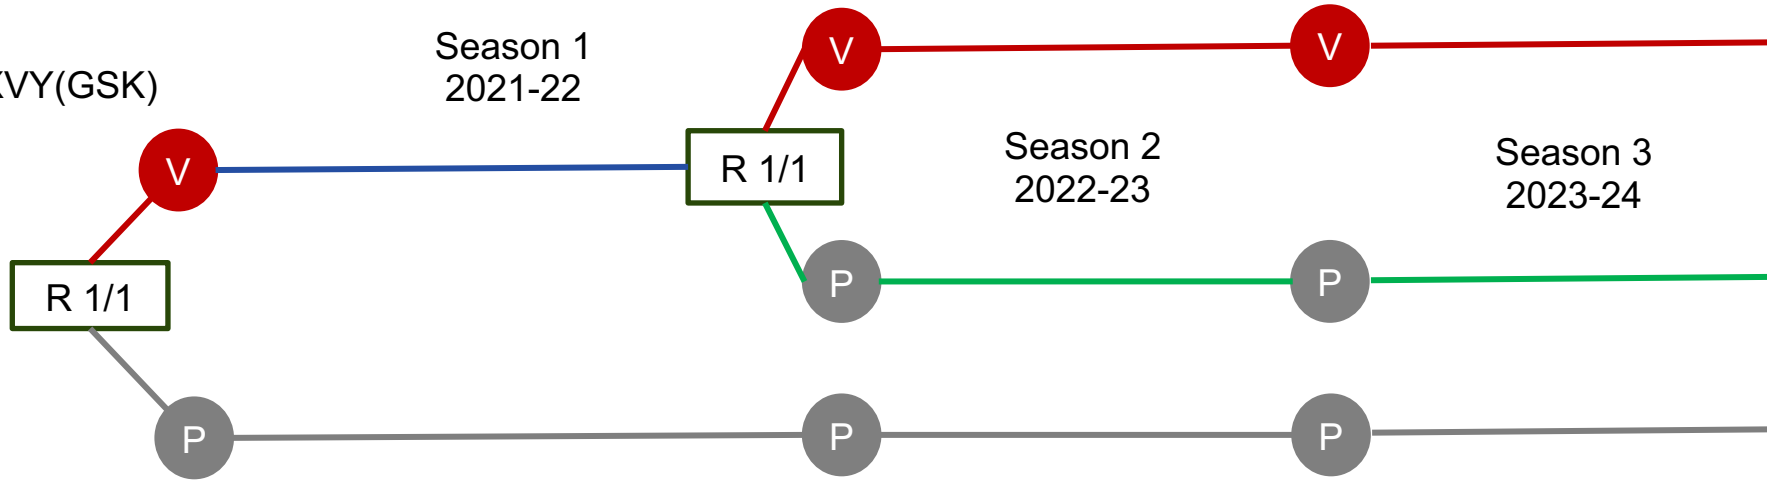 Season 1
2021-22
V
V
VY(GSK)
V
R 1/1
Season 2
2022-23
Season 3
2023-24
R 1/1
P
P
P
P
P